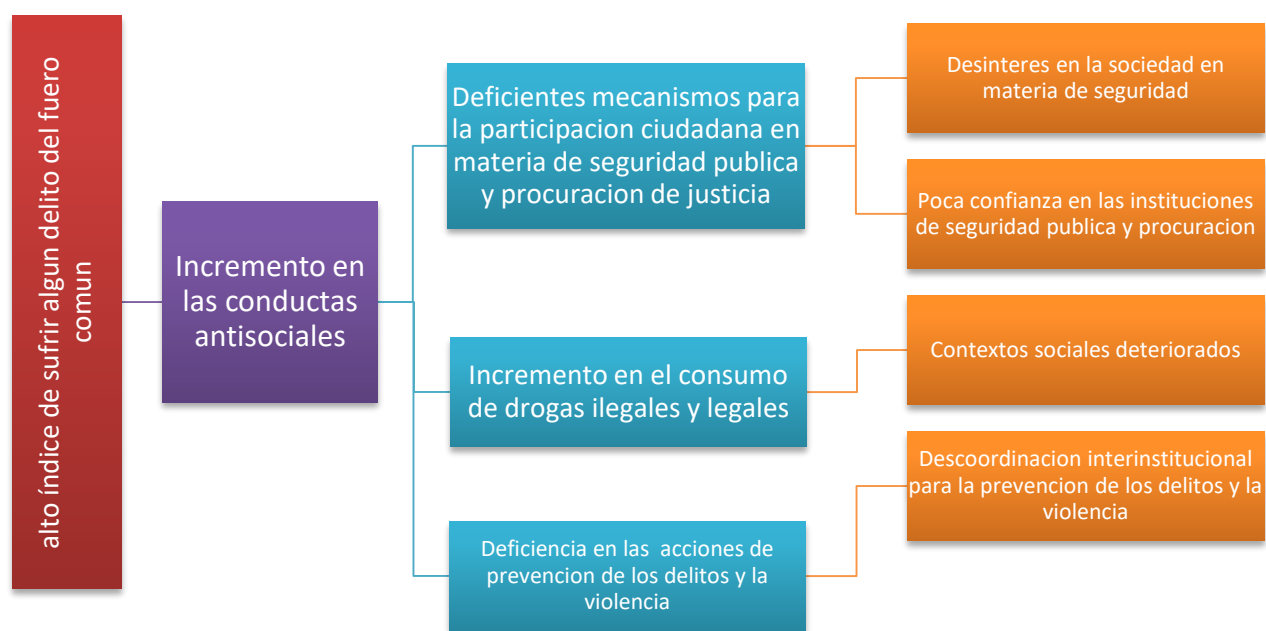 alto índice de sufrir algun delito del fuero
comun
Incremento en
las conductas
antisociales
Deficientes mecanismos para
la participacion ciudadana en
materia de seguridad publica
y procuracion de justicia
Desinteres en la sociedad en
materia de seguridad
Poca confianza en las instituciones
de seguridad publica y procuracion
Incremento en el consumo
de drogas ilegales y legales
Contextos sociales deteriorados
Deficiencia en las acciones de
prevencion de los delitos y la
violencia
Descoordinacion interinstitucional
para la prevencion de los delitos y la
violencia